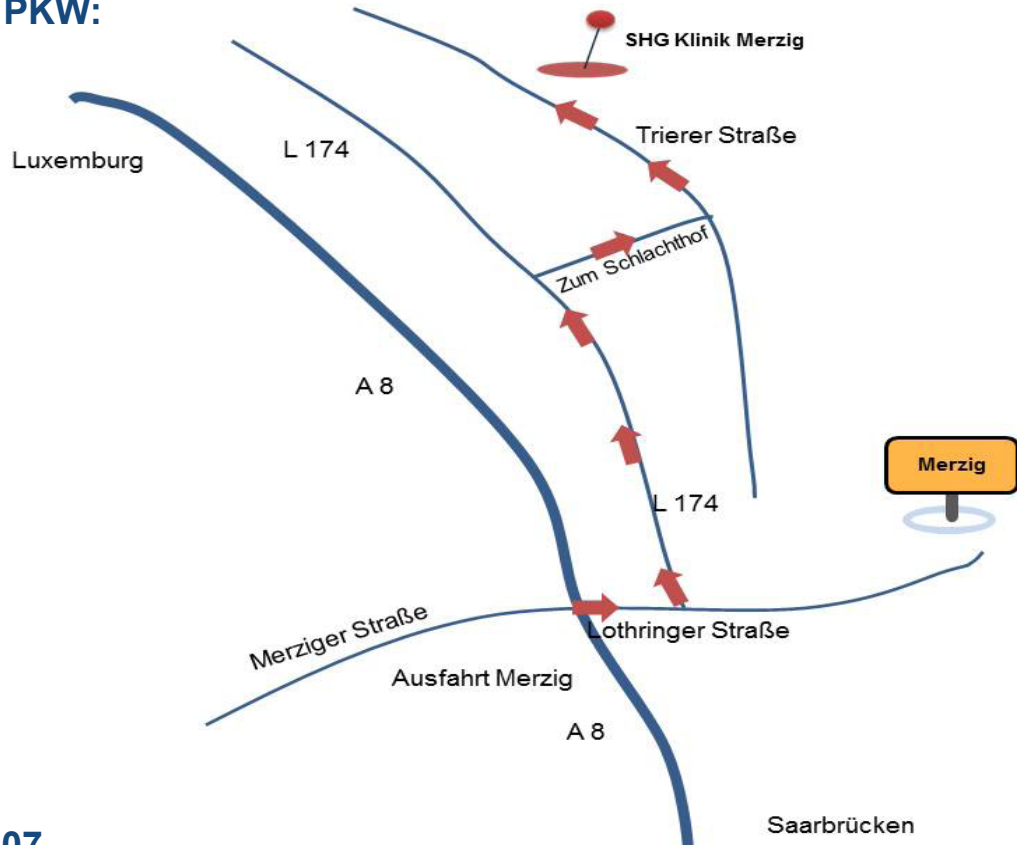 PKW:
SHG Klinik Merzig
Trierer Straße
L 174
Luxemburg
Zum Schlachthof
A 8
Merzig
L 174
Merziger Straße
Lothringer Straße
Ausfahrt Merzig
A 8
Saarbrücken
07